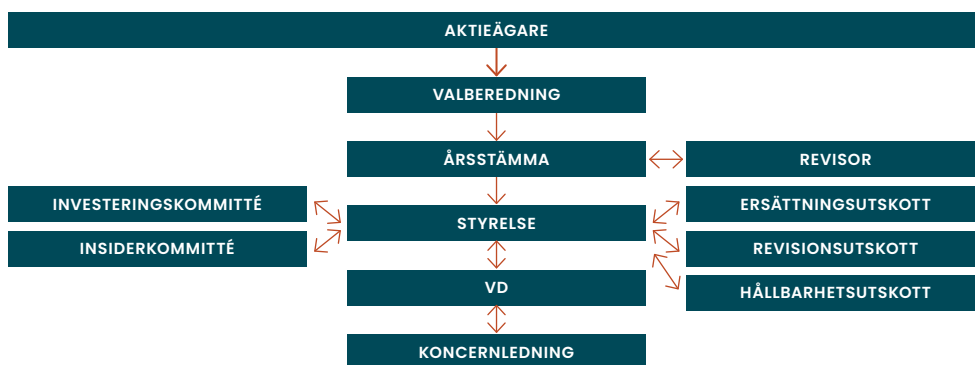 AKTIEÄGARE
VALBEREDNING
ÅRSSTÄMMA
REVISOR
INVESTERINGSKOMMITTÉ
ERSÄTTNINGSUTSKOTT
STYRELSE
INSIDERKOMMITTÉ
REVISIONSUTSKOTT
VD
HÅLLBARHETSUTSKOTT
KONCERNLEDNING